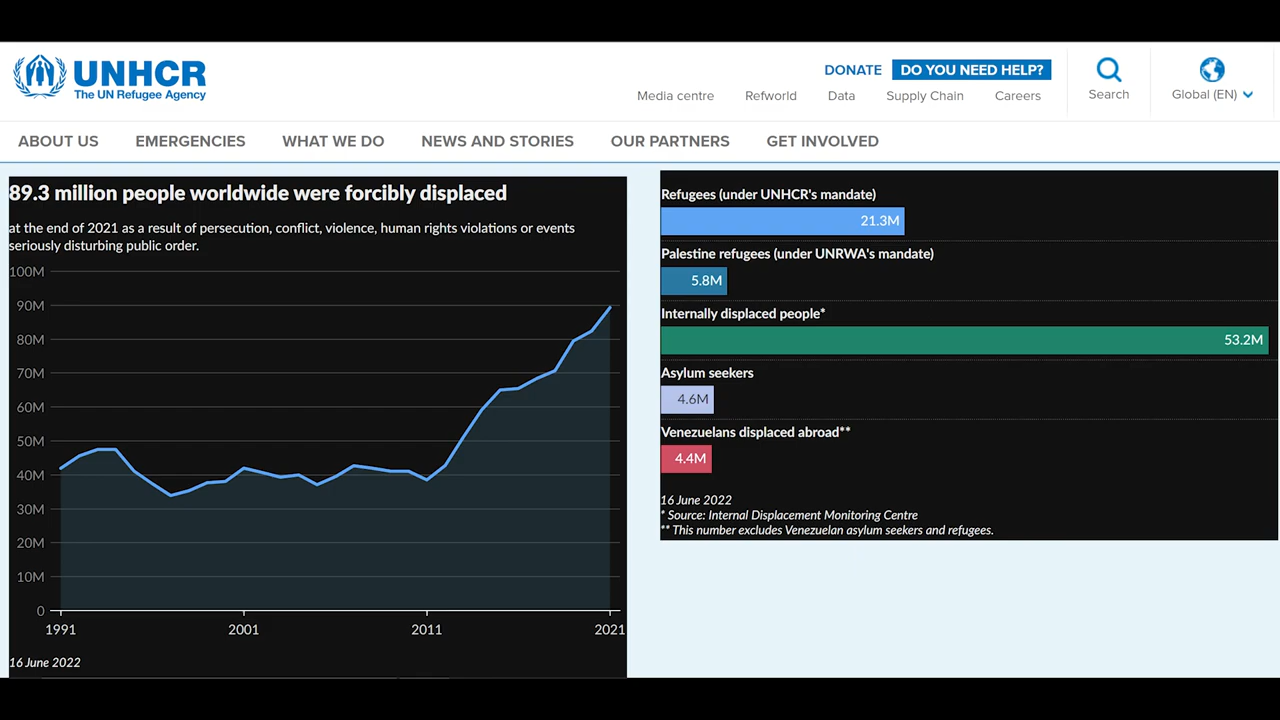 UNHCR
The UN Refugee Agency
DONATE
DO YOU NEED HELP?
Media centre
Refworld
Data
Supply Chain
Careers
Search
Global (EN)
ABOUT US
EMERGENCIES
WHAT WE DO
NEWS AND STORIES
OUR PARTNERS
GET INVOLVED
89.3 million people worldwide were forcibly displaced
at the end of 2021 as a result of persecution, conflict, violence, human rights violations or events
seriously disturbing public order.
100M
90M
80M
70M
60M
50M
40M
30M
20M
10M
0
1991
2001
2011
2021
16 June 2022
Refugees (under UNHCR's mandate)
21.3M
Palestine refugees (under UNRWA's mandate)
5.8M
Internally displaced people*
53.2M
Asylum seekers
4.6M
Venezuelans displaced abroad**
4.4M
16 June 2022
* Source: Internal Displacement Monitoring Centre
** This number excludes Venezuelan asylum seekers and refugees.